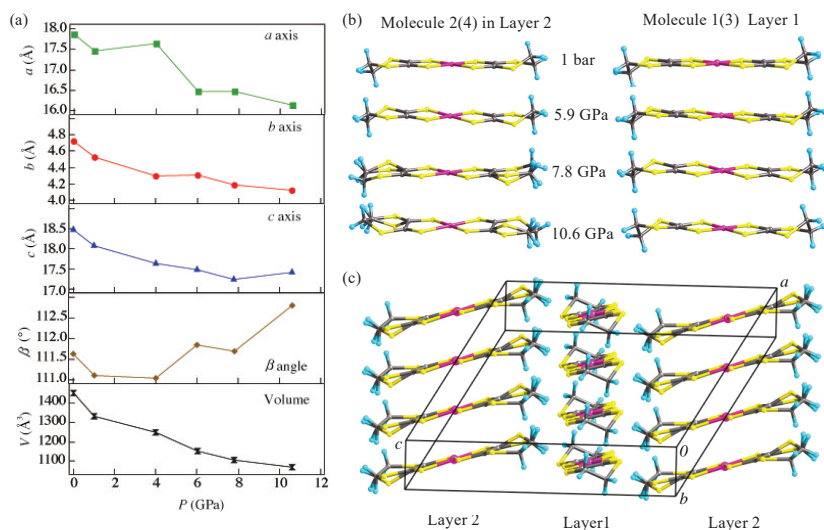 (a)
18.0
17.5
17.0
16.5
16.0
a (Å)
a axis
4.8
4.6
4.4
4.2
4.0
b (Å)
b axis
18.5
18.0
17.5
17.0
c (Å)
c axis
112.8
112.5
112.0
111.5
111.0
β (°)
β angle
1400
1300
1200
1100
V (Å³)
Volume
0 2 4 6 8 10 12
P (GPa)
(b)
Molecule 2(4) in Layer 2
Molecule 1(3) Layer 1
1 bar
5.9 GPa
7.8 GPa
10.6 GPa
(c)
a
c
0
b
Layer 2
Layer1
Layer 2